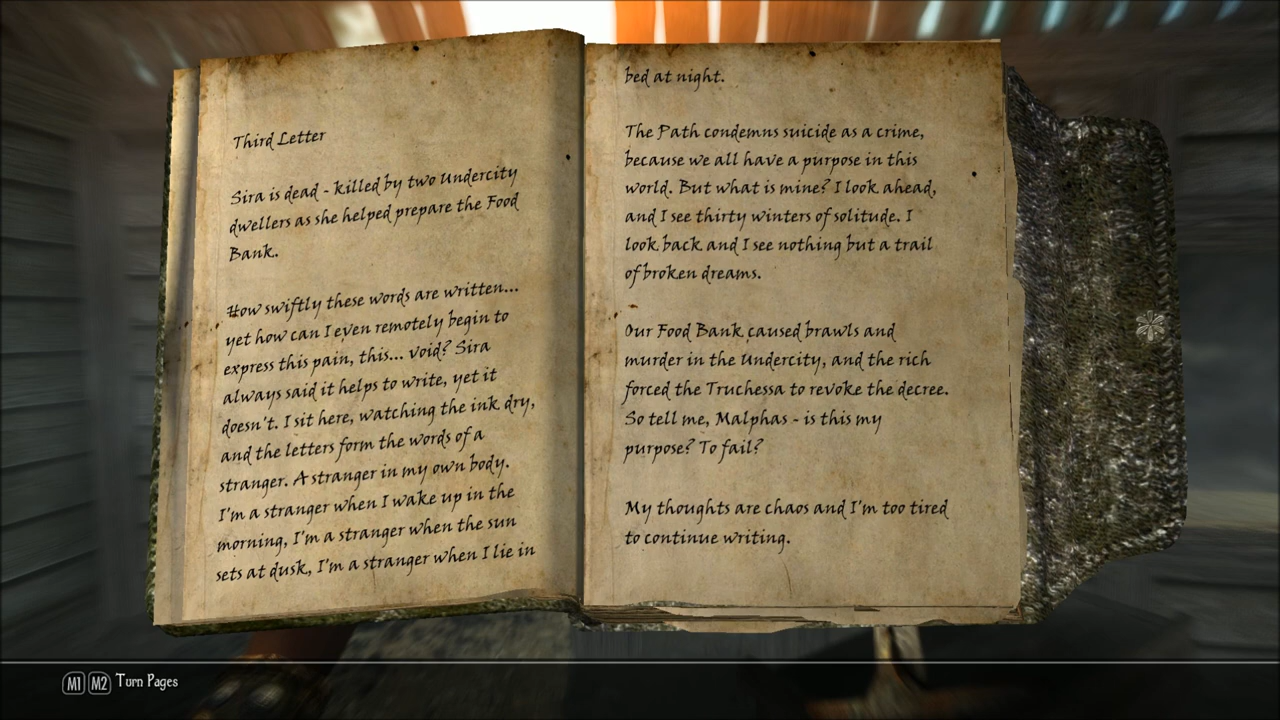 Third Letter
Sira is dead - killed by two Undercity
dwellers as she helped prepare the Food
Bank.
How swiftly these words are written...
yet how can I even remotely begin to
express this pain, this... void? Sira
always said it helps to write, yet it
doesn't. I sit here, watching the ink dry,
and the letters form the words of a
stranger. A stranger in my own body.
I'm a stranger when I wake up in the
morning, I'm a stranger when the sun
sets at dusk, I'm a stranger when I lie in
bed at night.
The Path condemns suicide as a crime,
because we all have a purpose in this
world. But what is mine? I look ahead,
and I see thirty winters of solitude. I
look back and I see nothing but a trail
of broken dreams.
Our Food Bank caused brawls and
murder in the Undercity, and the rich
forced the Truchessa to revoke the decree.
So tell me, Malphas - is this my
purpose? To fail?
My thoughts are chaos and I'm too tired
to continue writing.
M1 M2 Turn Pages